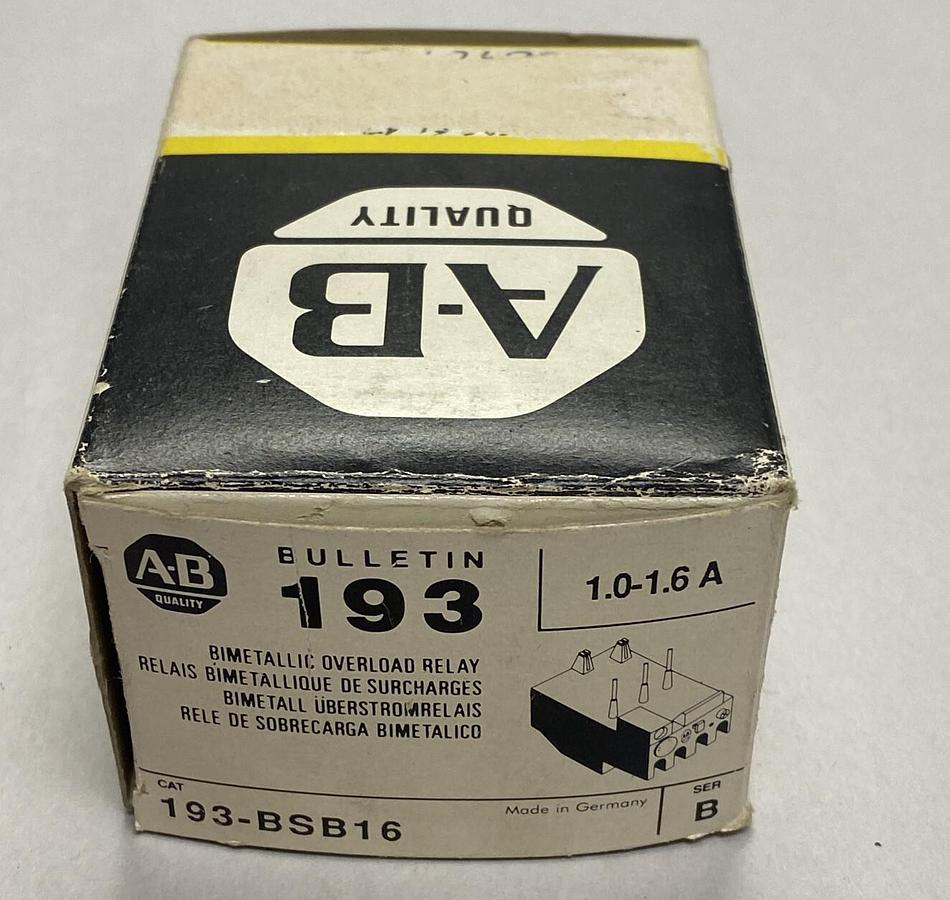 QUALITY
A-B
A-B
QUALITY
BULLETIN
193
1.0-1.6 A
BIMETALLIC OVERLOAD RELAY
RELAIS BIMETALLIQUE DE SURCHARGES
BIMETALL ÜBERSTROMRELAIS
RELE DE SOBRECARGA BIMETALICO
CAT
193-BSB16
Made in Germany
SER
B